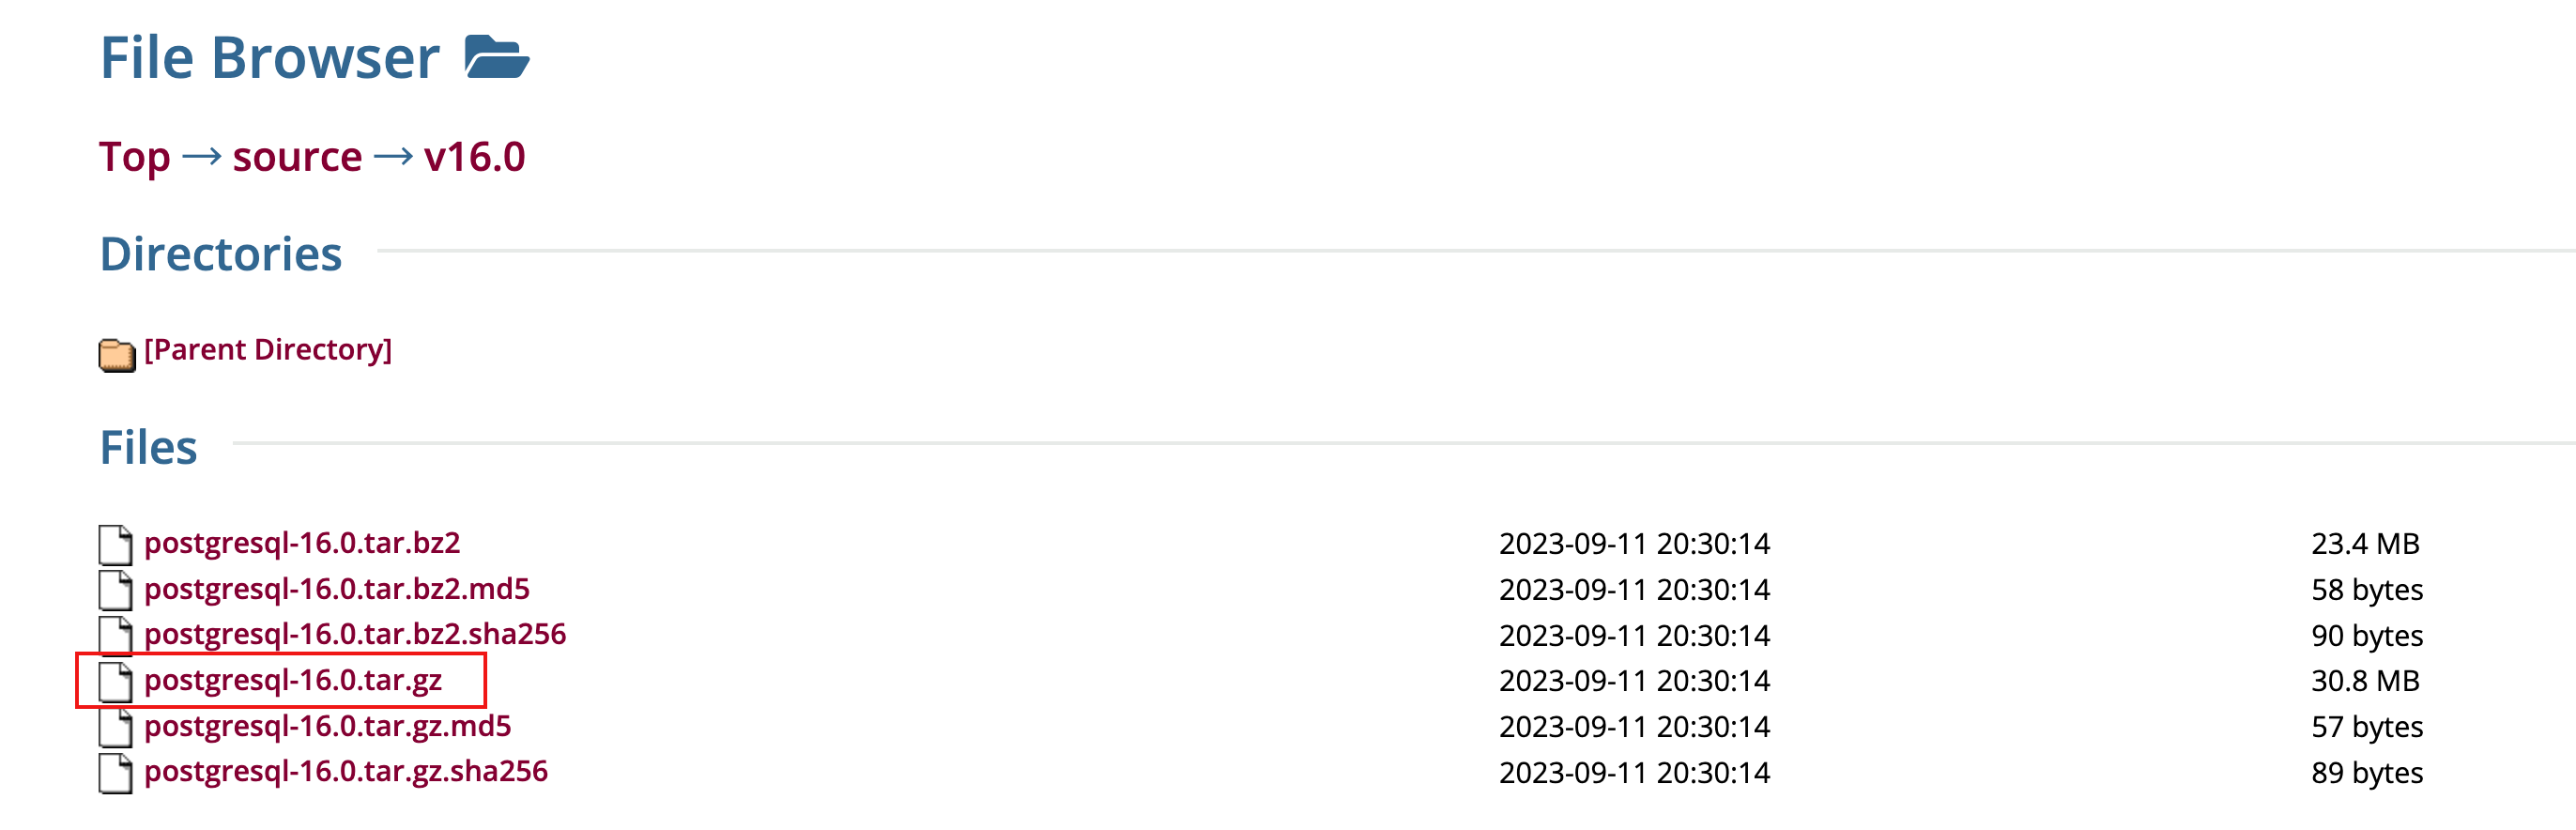 File Browser
Top → source → v16.0
Directories
[Parent Directory]
Files
postgresql-16.0.tar.bz2 2023-09-11 20:30:14 23.4 MB
postgresql-16.0.tar.bz2.md5 2023-09-11 20:30:14 58 bytes
postgresql-16.0.tar.bz2.sha256 2023-09-11 20:30:14 90 bytes
postgresql-16.0.tar.gz 2023-09-11 20:30:14 30.8 MB
postgresql-16.0.tar.gz.md5 2023-09-11 20:30:14 57 bytes
postgresql-16.0.tar.gz.sha256 2023-09-11 20:30:14 89 bytes